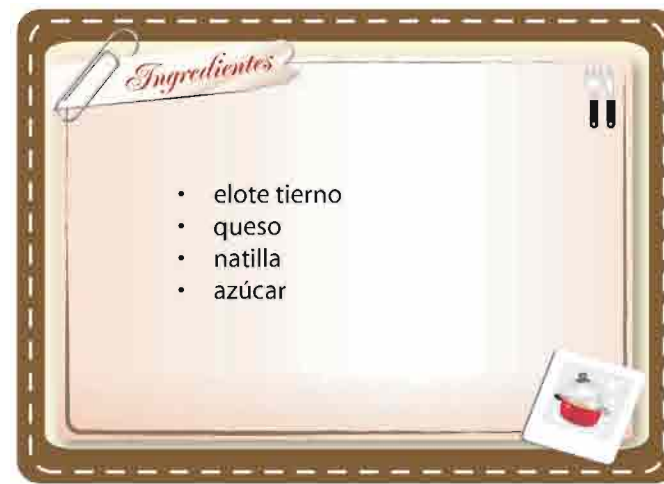 Ingredientes
• elote tierno
• queso
• natilla
• azúcar